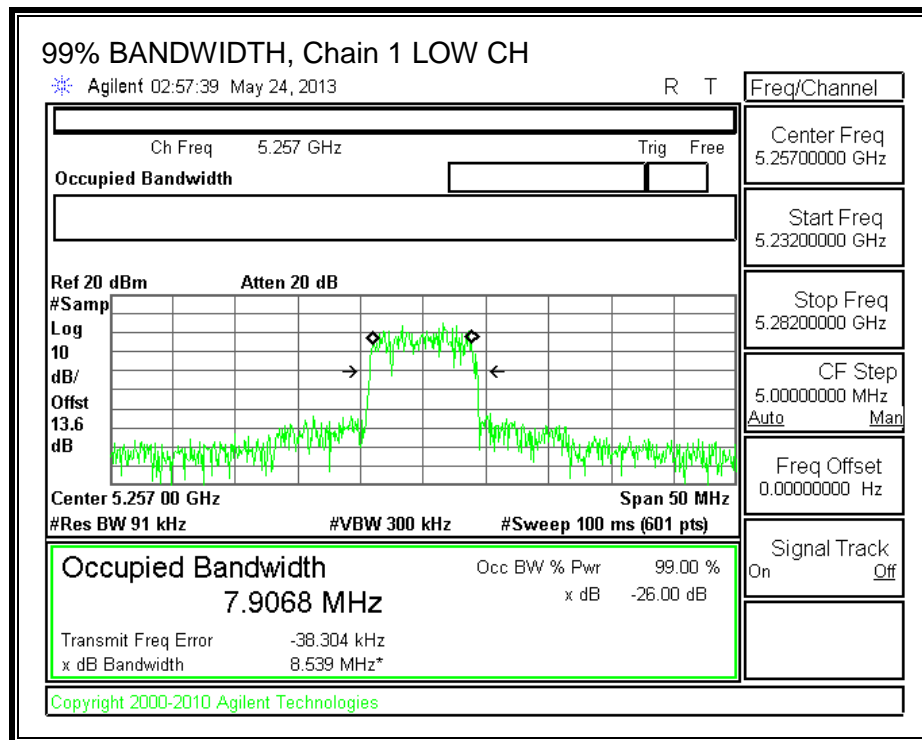 99% BANDWIDTH, Chain 1 LOW CH
Agilent 02:57:39 May 24, 2013 R T
Freq/Channel
Ch Freq 5.257 GHz Trig Free
Occupied Bandwidth
Center Freq
5.25700000 GHz
Start Freq
5.23200000 GHz
Stop Freq
5.28200000 GHz
CF Step
5.00000000 MHz
Auto Man
Freq Offset
0.00000000 Hz
Signal Track
On Off
Ref 20 dBm Atten 20 dB
#Samp
Log
10
dB/
Offst
13.6
dB
Center 5.257 00 GHz Span 50 MHz
#Res BW 91 kHz #VBW 300 kHz #Sweep 100 ms (601 pts)
Occupied Bandwidth Occ BW % Pwr 99.00 %
7.9068 MHz x dB -26.00 dB
Transmit Freq Error -38.304 kHz
x dB Bandwidth 8.539 MHz*
Copyright 2000-2010 Agilent Technologies